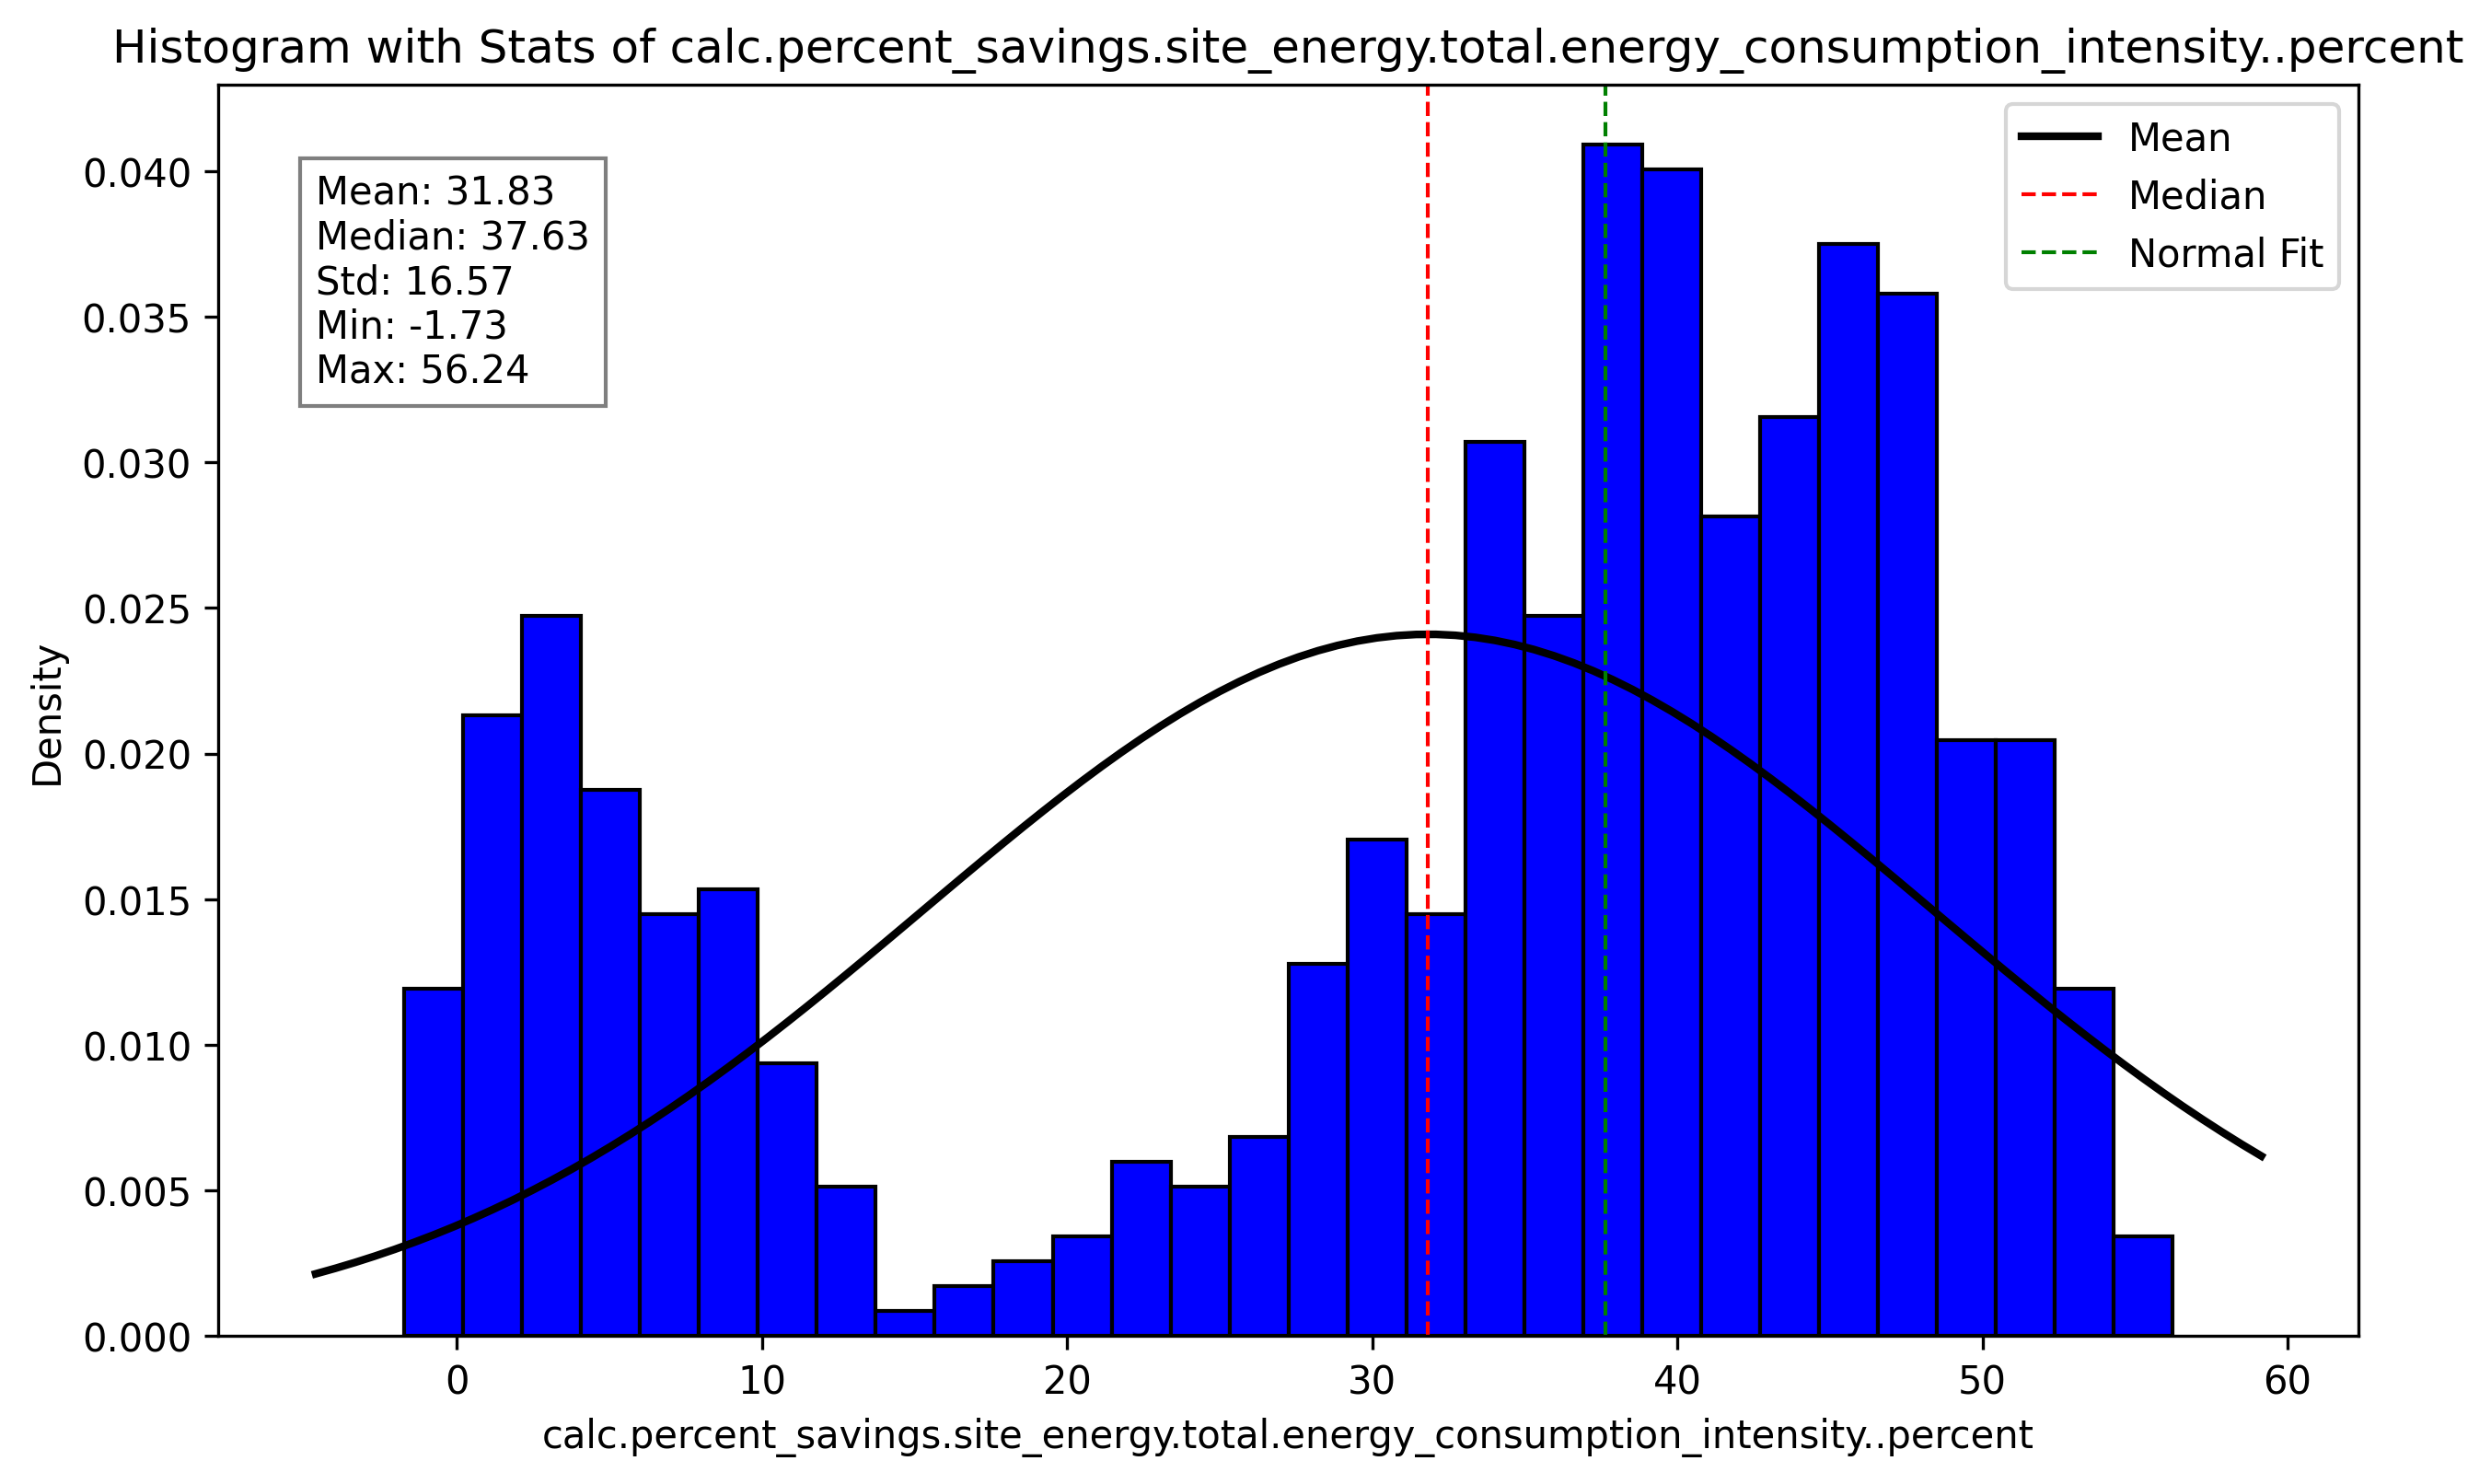 Histogram with Stats of calc.percent_savings.site_energy.total.energy_consumption_intensity..percent
Mean: 31.83
Median: 37.63
Std: 16.57
Min: -1.73
Max: 56.24
Mean
Median
Normal Fit
0.040
0.035
0.030
0.025
0.020
0.015
0.010
0.005
0.000
Density
0 10 20 30 40 50 60
calc.percent_savings.site_energy.total.energy_consumption_intensity..percent